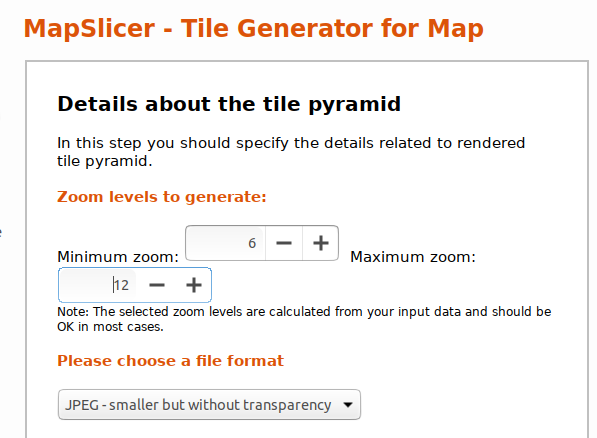 MapSlicer - Tile Generator for Map
Details about the tile pyramid
In this step you should specify the details related to rendered
tile pyramid.
Zoom levels to generate:
Minimum zoom: 6 − + Maximum zoom:
12 − +
Note: The selected zoom levels are calculated from your input data and should be
OK in most cases.
Please choose a file format
JPEG - smaller but without transparency